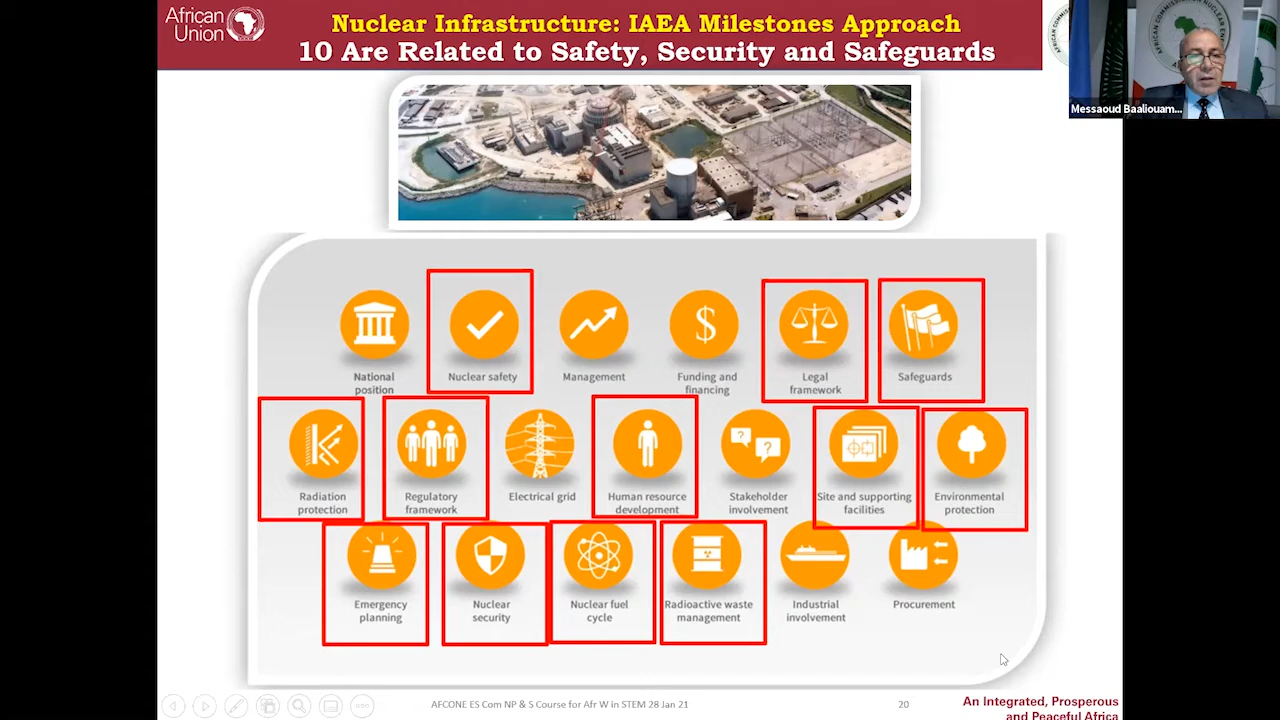 African
Union
Nuclear Infrastructure: IAEA Milestones Approach
10 Are Related to Safety, Security and Safeguards
Messaoud Baaliouam...
National
position
Nuclear safety
Management
Funding and
financing
Legal
framework
Safeguards
Radiation
protection
Regulatory
framework
Electrical grid
Human resource
development
Stakeholder
involvement
Site and supporting
facilities
Environmental
protection
Emergency
planning
Nuclear
security
Nuclear fuel
cycle
Radioactive waste
management
Industrial
involvement
Procurement
AFCONE ES Com NP & S Course for Afr W in STEM 28 Jan 21
20
An Integrated, Prosperous
and Peaceful Africa